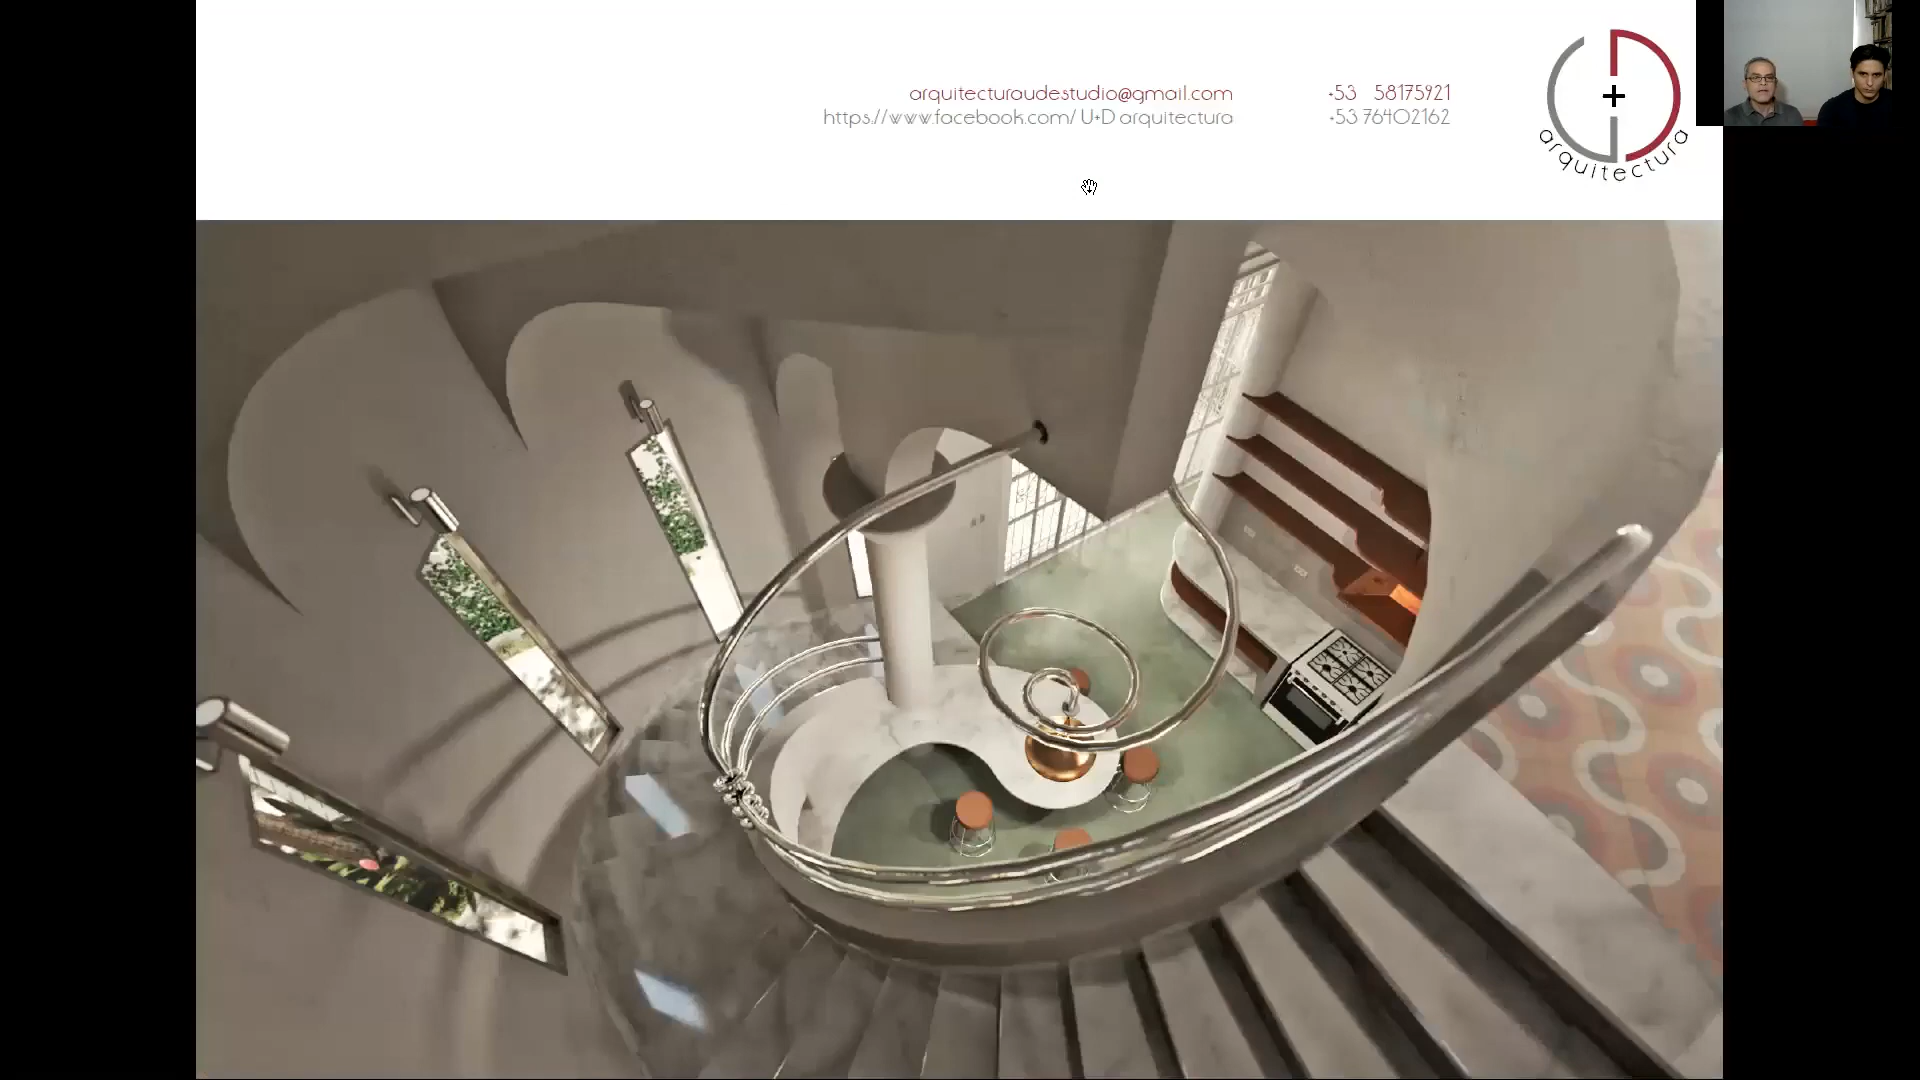 arquitecturaudestudio@gmail.com
+53 58175921
https://www.facebook.com/ U+D arquitectura
+53 76402162
U+D
arquitectura